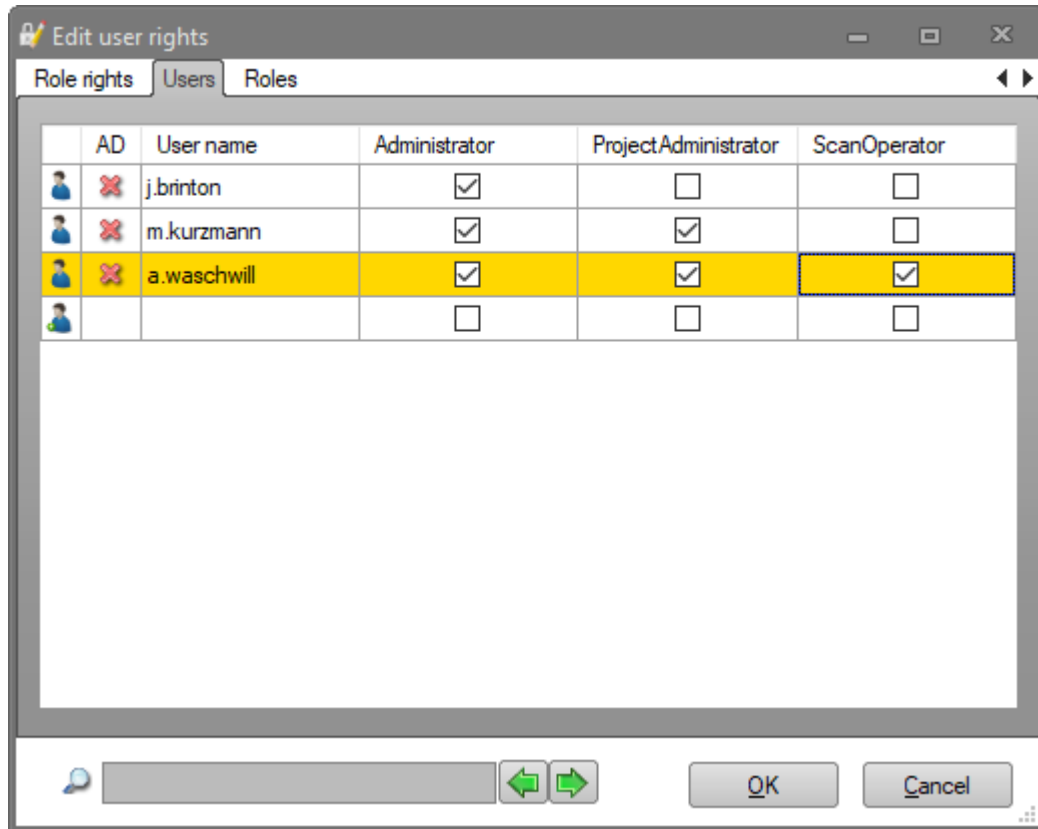 Edit user rights
Role rights Users Roles
AD User name Administrator ProjectAdministrator ScanOperator
j.brinton
m.kurzmann
a.waschwill
OK Cancel